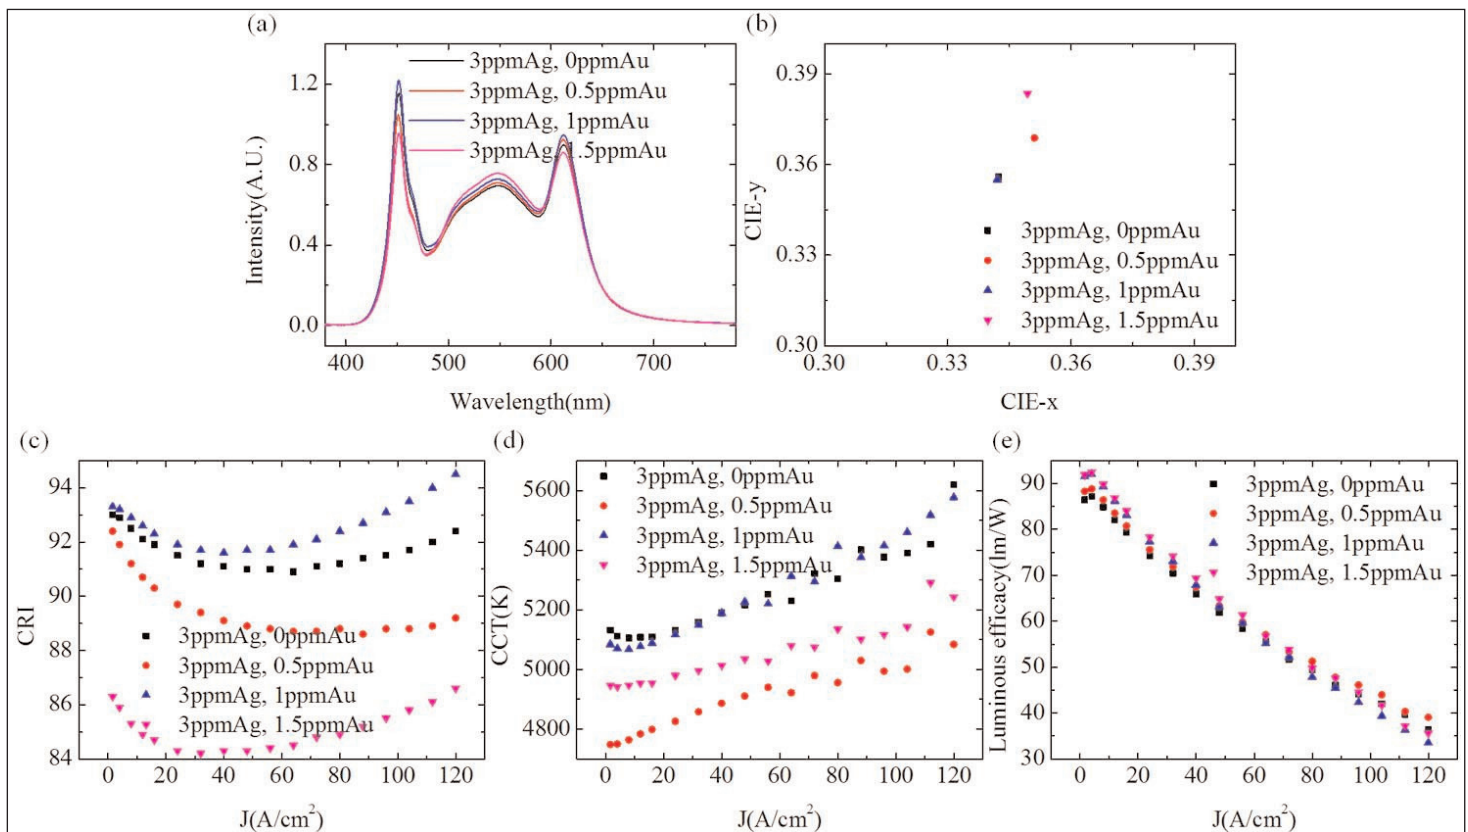 (a)
3ppmAg, 0ppmAu
3ppmAg, 0.5ppmAu
3ppmAg, 1ppmAu
3ppmAg, 1.5ppmAu
1.2
0.8
0.4
0.0
Intensity(A.U.)
400 500 600 700
Wavelength(nm)
(b)
0.39
0.36
0.33
0.30
CIE-y
3ppmAg, 0ppmAu
3ppmAg, 0.5ppmAu
3ppmAg, 1ppmAu
3ppmAg, 1.5ppmAu
0.30 0.33 0.36 0.39
CIE-x
(c)
94
92
90
88
86
84
CRI
3ppmAg, 0ppmAu
3ppmAg, 0.5ppmAu
3ppmAg, 1ppmAu
3ppmAg, 1.5ppmAu
0 20 40 60 80 100 120
J(A/cm²)
(d)
5600
5400
5200
5000
4800
CCT(K)
3ppmAg, 0ppmAu
3ppmAg, 0.5ppmAu
3ppmAg, 1ppmAu
3ppmAg, 1.5ppmAu
0 20 40 60 80 100 120
J(A/cm²)
(e)
90
80
70
60
50
40
30
Luminous efficacy(lm/W)
3ppmAg, 0ppmAu
3ppmAg, 0.5ppmAu
3ppmAg, 1ppmAu
3ppmAg, 1.5ppmAu
0 20 40 60 80 100 120
J(A/cm²)